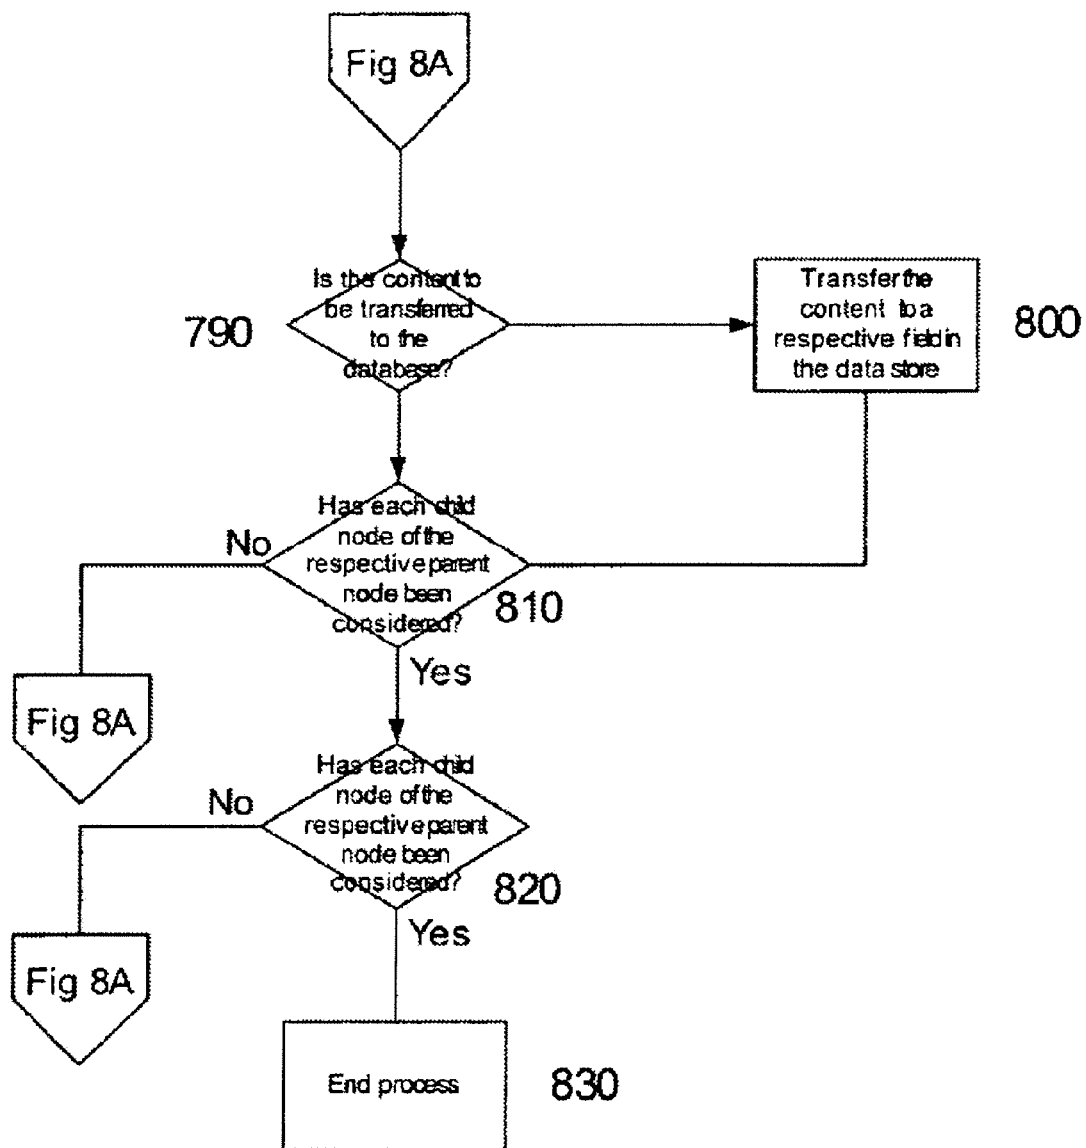 Fig 8A
Is the content to
be transferred
to the
database?
790
Transfer the
content to a
respective field in
the data store
800
Has each child
node of the
respective parent
node been
considered?
No
810
Yes
Fig 8A
Has each child
node of the
respective parent
node been
considered?
No
820
Yes
Fig 8A
End process
830